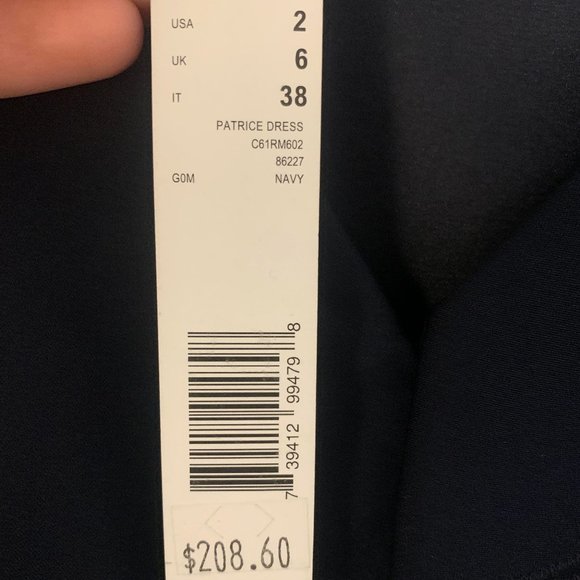 USA 2
UK 6
IT 38
PATRICE DRESS
C61RM602
86227
G0M NAVY
7 39412 99479 8
$208.60